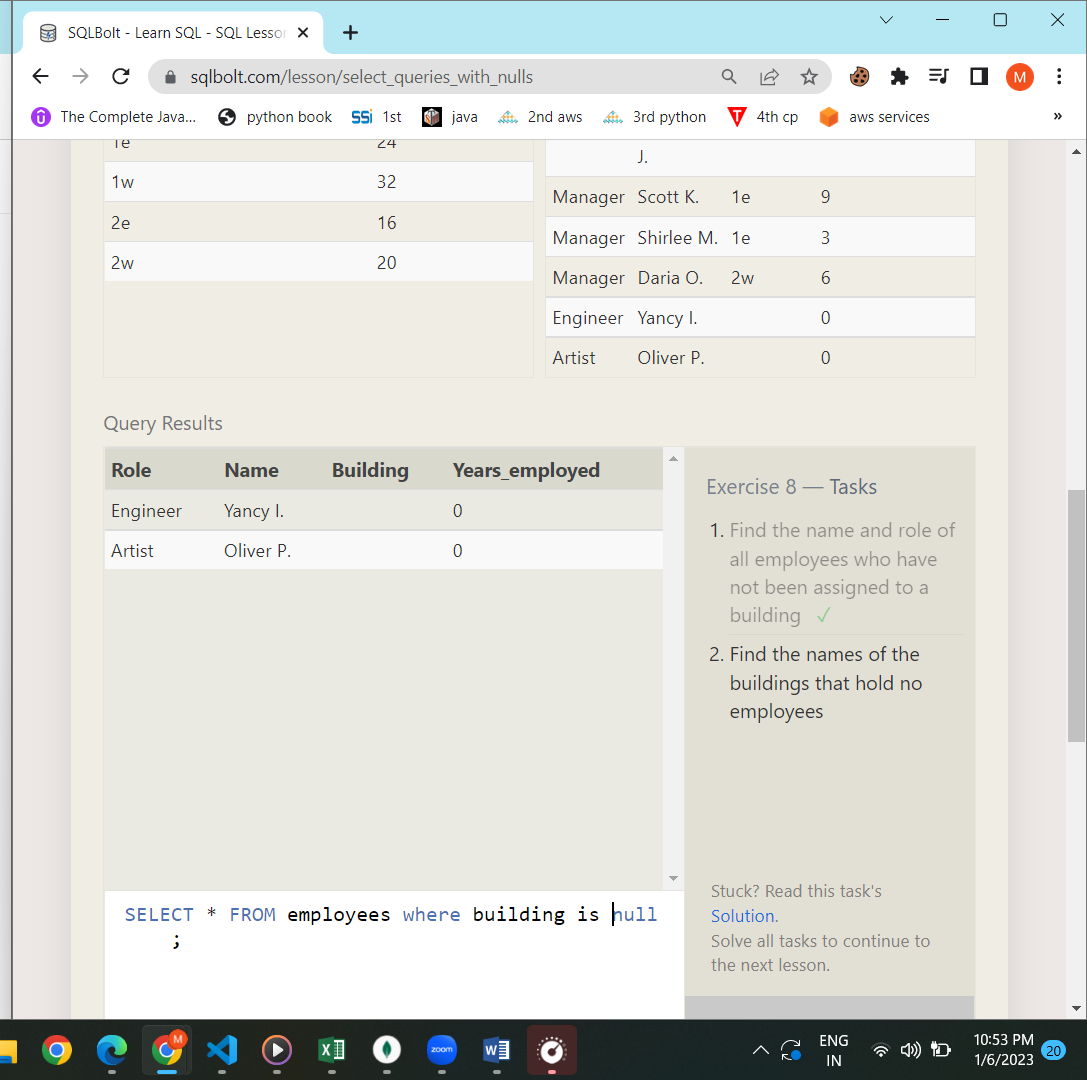 SQLBolt - Learn SQL - SQL Lesson
sqlbolt.com/lesson/select_queries_with_nulls
M
The Complete Java... python book SSi 1st java 2nd aws 3rd python T 4th cp aws services »
1e 24
J.
1w 32
Manager Scott K. 1e 9
2e 16
Manager Shirlee M. 1e 3
2w 20
Manager Daria O. 2w 6
Engineer Yancy I. 0
Artist Oliver P. 0
Query Results
Role Name Building Years_employed
Engineer Yancy I. 0
Artist Oliver P. 0
Exercise 8 — Tasks
1. Find the name and role of
all employees who have
not been assigned to a
building ✓
2. Find the names of the
buildings that hold no
employees
Stuck? Read this task's
Solution.
Solve all tasks to continue to
the next lesson.
SELECT * FROM employees where building is null
;
M
zoom
ENG
IN
10:53 PM
1/6/2023
20